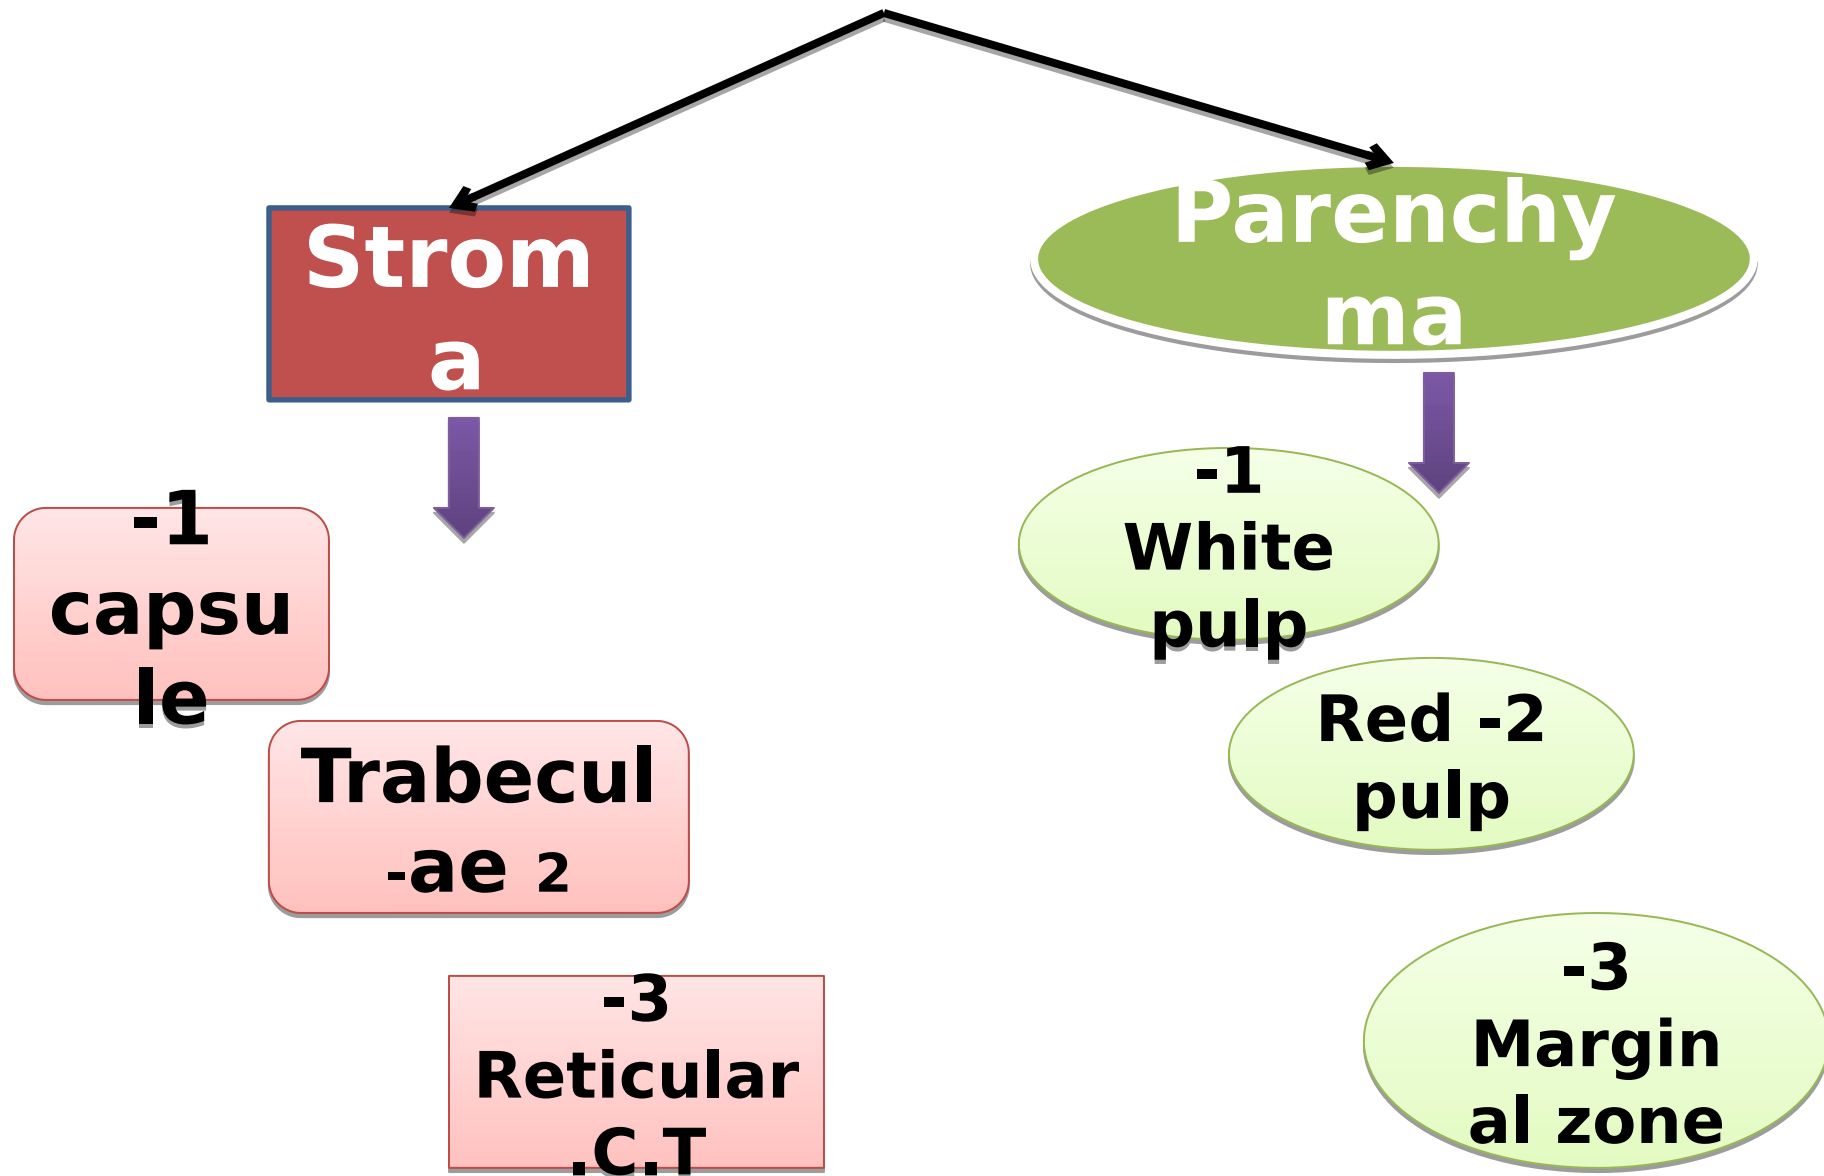 Strom
a
-1
capsu
le
Trabecul
-ae 2
-3
Reticular
.C.T
Parenchy
ma
-1
White
pulp
Red -2
pulp
-3
Margin
al zone